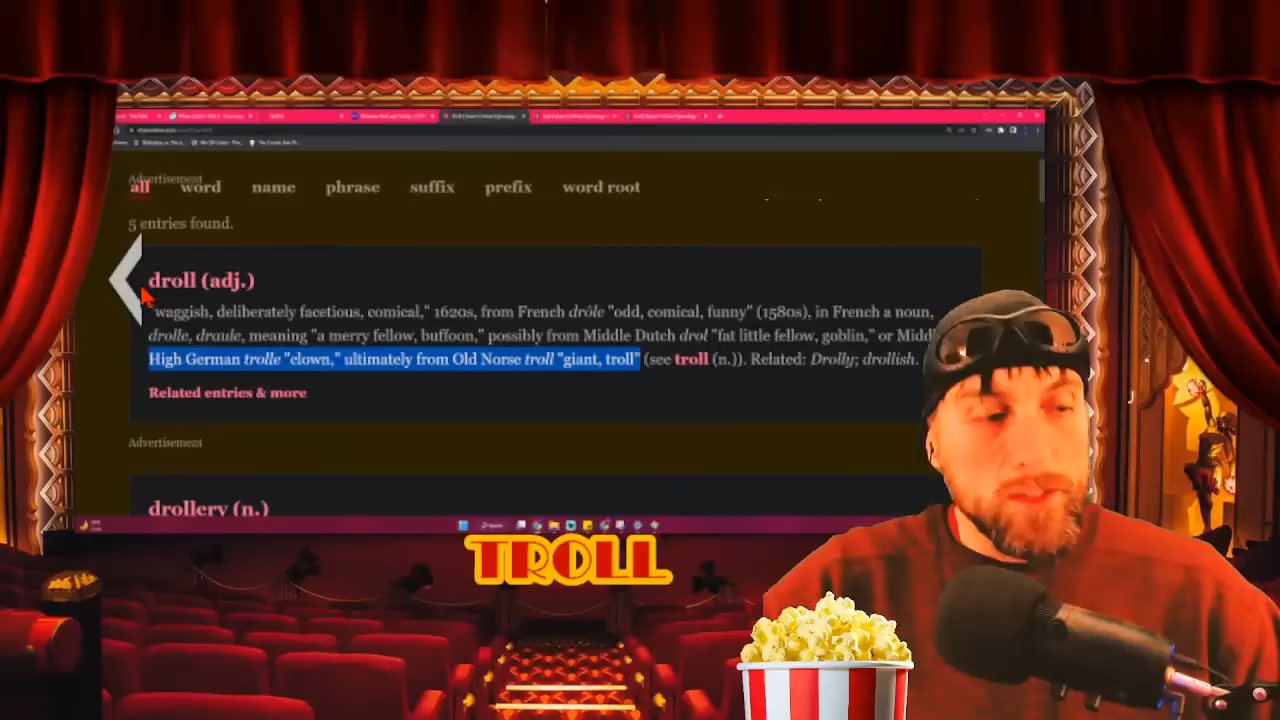 Advertisement
all word name phrase suffix prefix word root
5 entries found.
droll (adj.)
"waggish, deliberately facetious, comical," 1620s, from French drôle "odd, comical, funny" (1580s), in French a noun,
drolle, draule, meaning "a merry fellow, buffoon," possibly from Middle Dutch drol "fat little fellow, goblin," or Midd
High German trolle "clown," ultimately from Old Norse troll "giant, troll" (see troll (n.)). Related: Drolly; drollish.
Related entries & more
Advertisement
drollery (n.)
TROLL